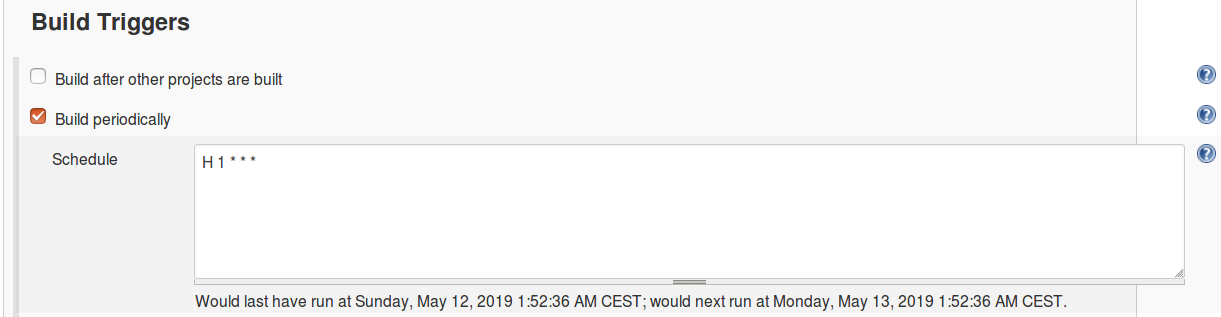 Build Triggers
Build after other projects are built
?
Build periodically
?
Schedule
H 1 * * *
?
Would last have run at Sunday, May 12, 2019 1:52:36 AM CEST; would next run at Monday, May 13, 2019 1:52:36 AM CEST.